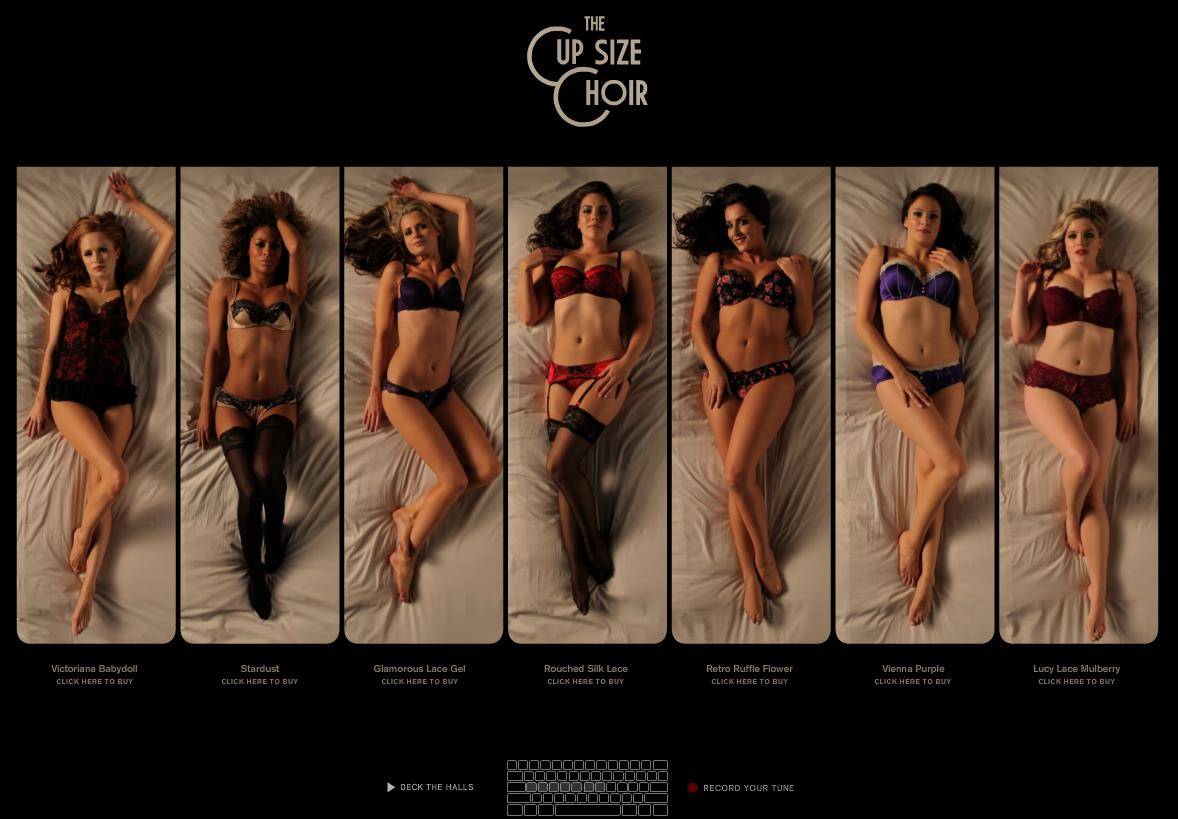 THE
CUP SIZE
CHOIR
Victoriana Babydoll
CLICK HERE TO BUY
Stardust
CLICK HERE TO BUY
Glamorous Lace Gel
CLICK HERE TO BUY
Rouched Silk Lace
CLICK HERE TO BUY
Retro Ruffle Flower
CLICK HERE TO BUY
Vienna Purple
CLICK HERE TO BUY
Lucy Lace Mulberry
CLICK HERE TO BUY
DECK THE HALLS
RECORD YOUR TUNE